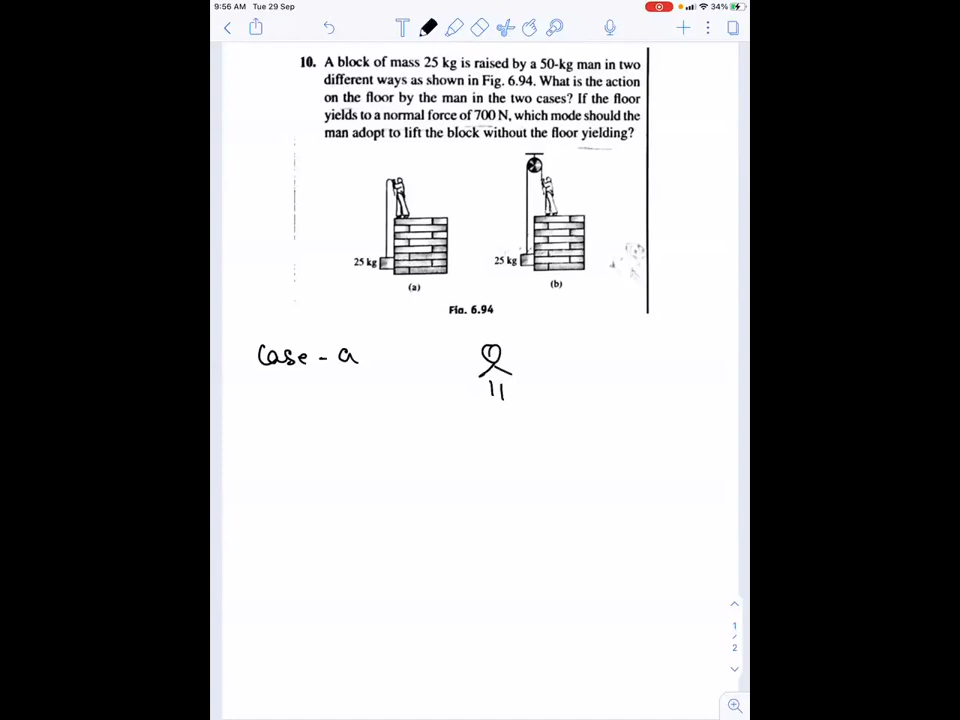 9:56 AM Tue 29 Sep
34%
T
10. A block of mass 25 kg is raised by a 50-kg man in two
different ways as shown in Fig. 6.94. What is the action
on the floor by the man in the two cases? If the floor
yields to a normal force of 700 N, which mode should the
man adopt to lift the block without the floor yielding?
25 kg
25 kg
(a)
(b)
Fig. 6.94
Case - a
1
/
2